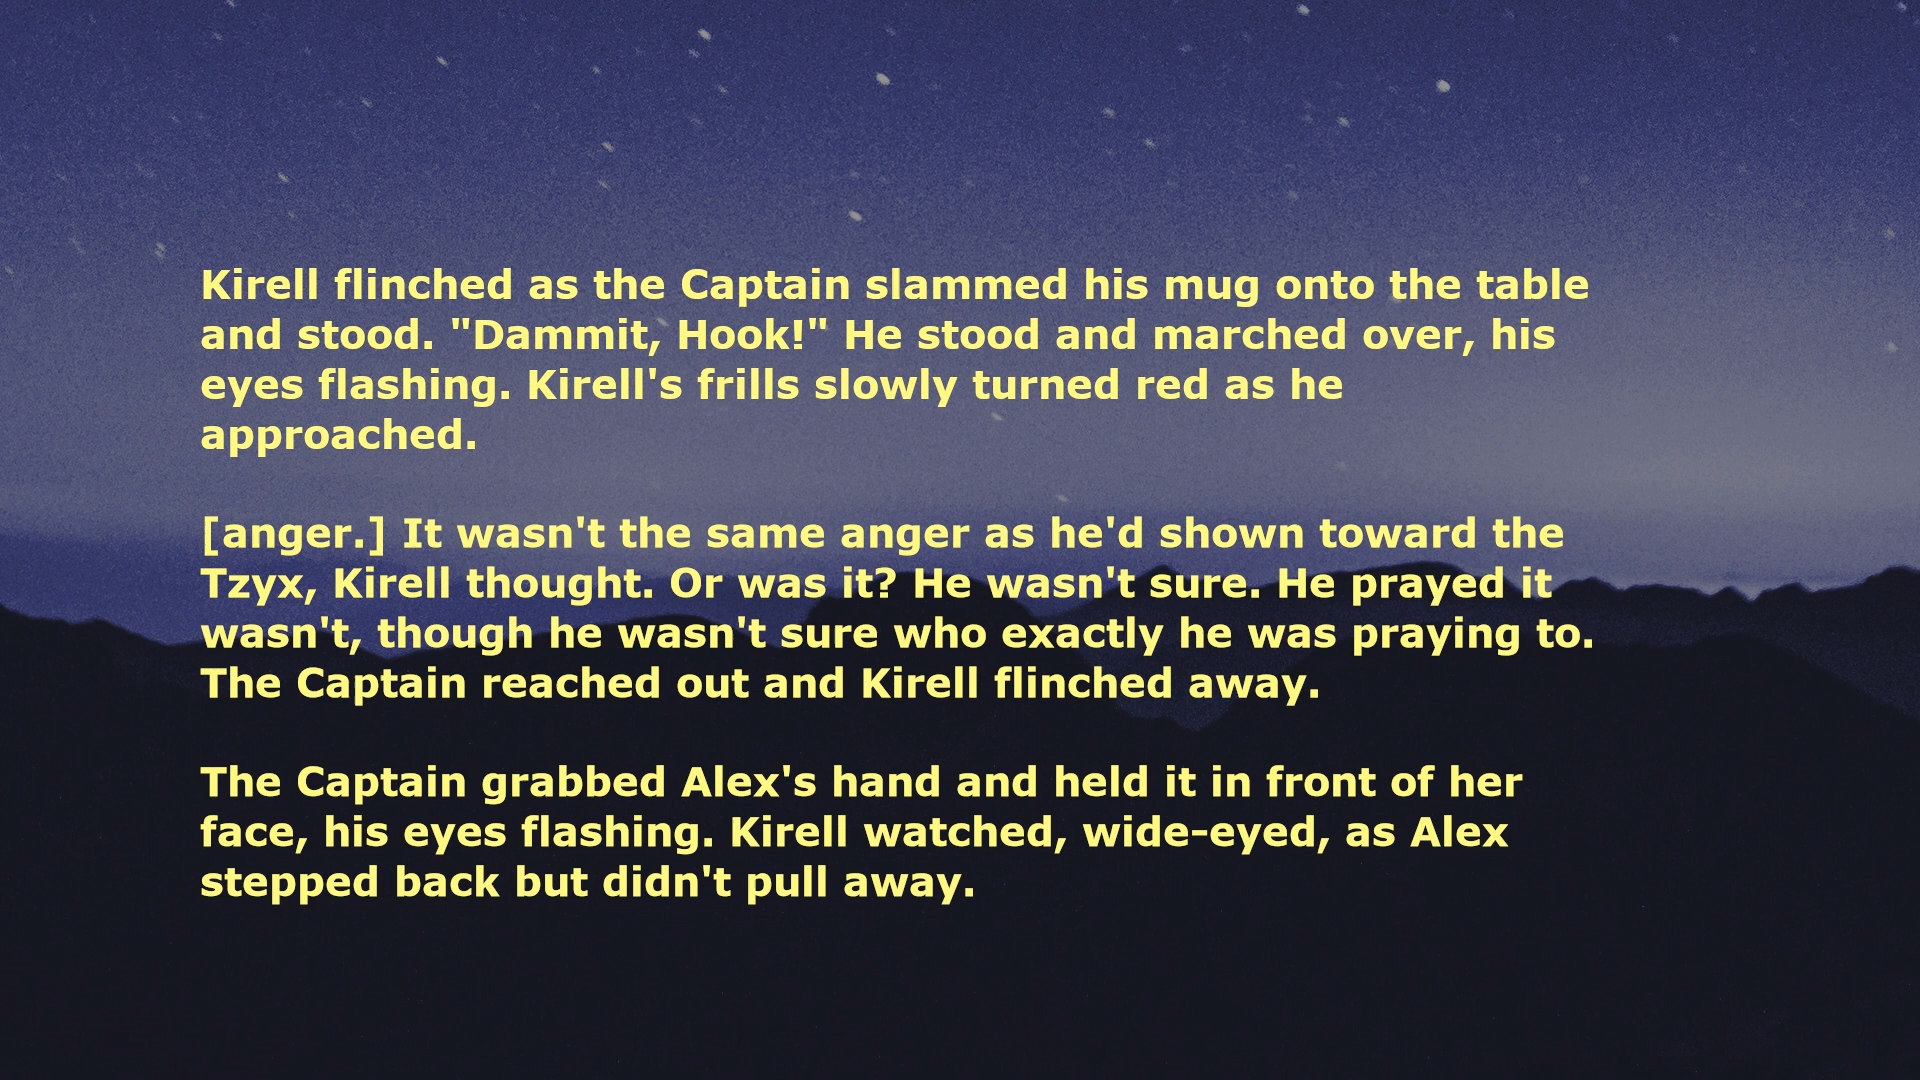 Kirell flinched as the Captain slammed his mug onto the table
and stood. "Dammit, Hook!" He stood and marched over, his
eyes flashing. Kirell's frills slowly turned red as he
approached.
[anger.] It wasn't the same anger as he'd shown toward the
Tzyx, Kirell thought. Or was it? He wasn't sure. He prayed it
wasn't, though he wasn't sure who exactly he was praying to.
The Captain reached out and Kirell flinched away.
The Captain grabbed Alex's hand and held it in front of her
face, his eyes flashing. Kirell watched, wide-eyed, as Alex
stepped back but didn't pull away.